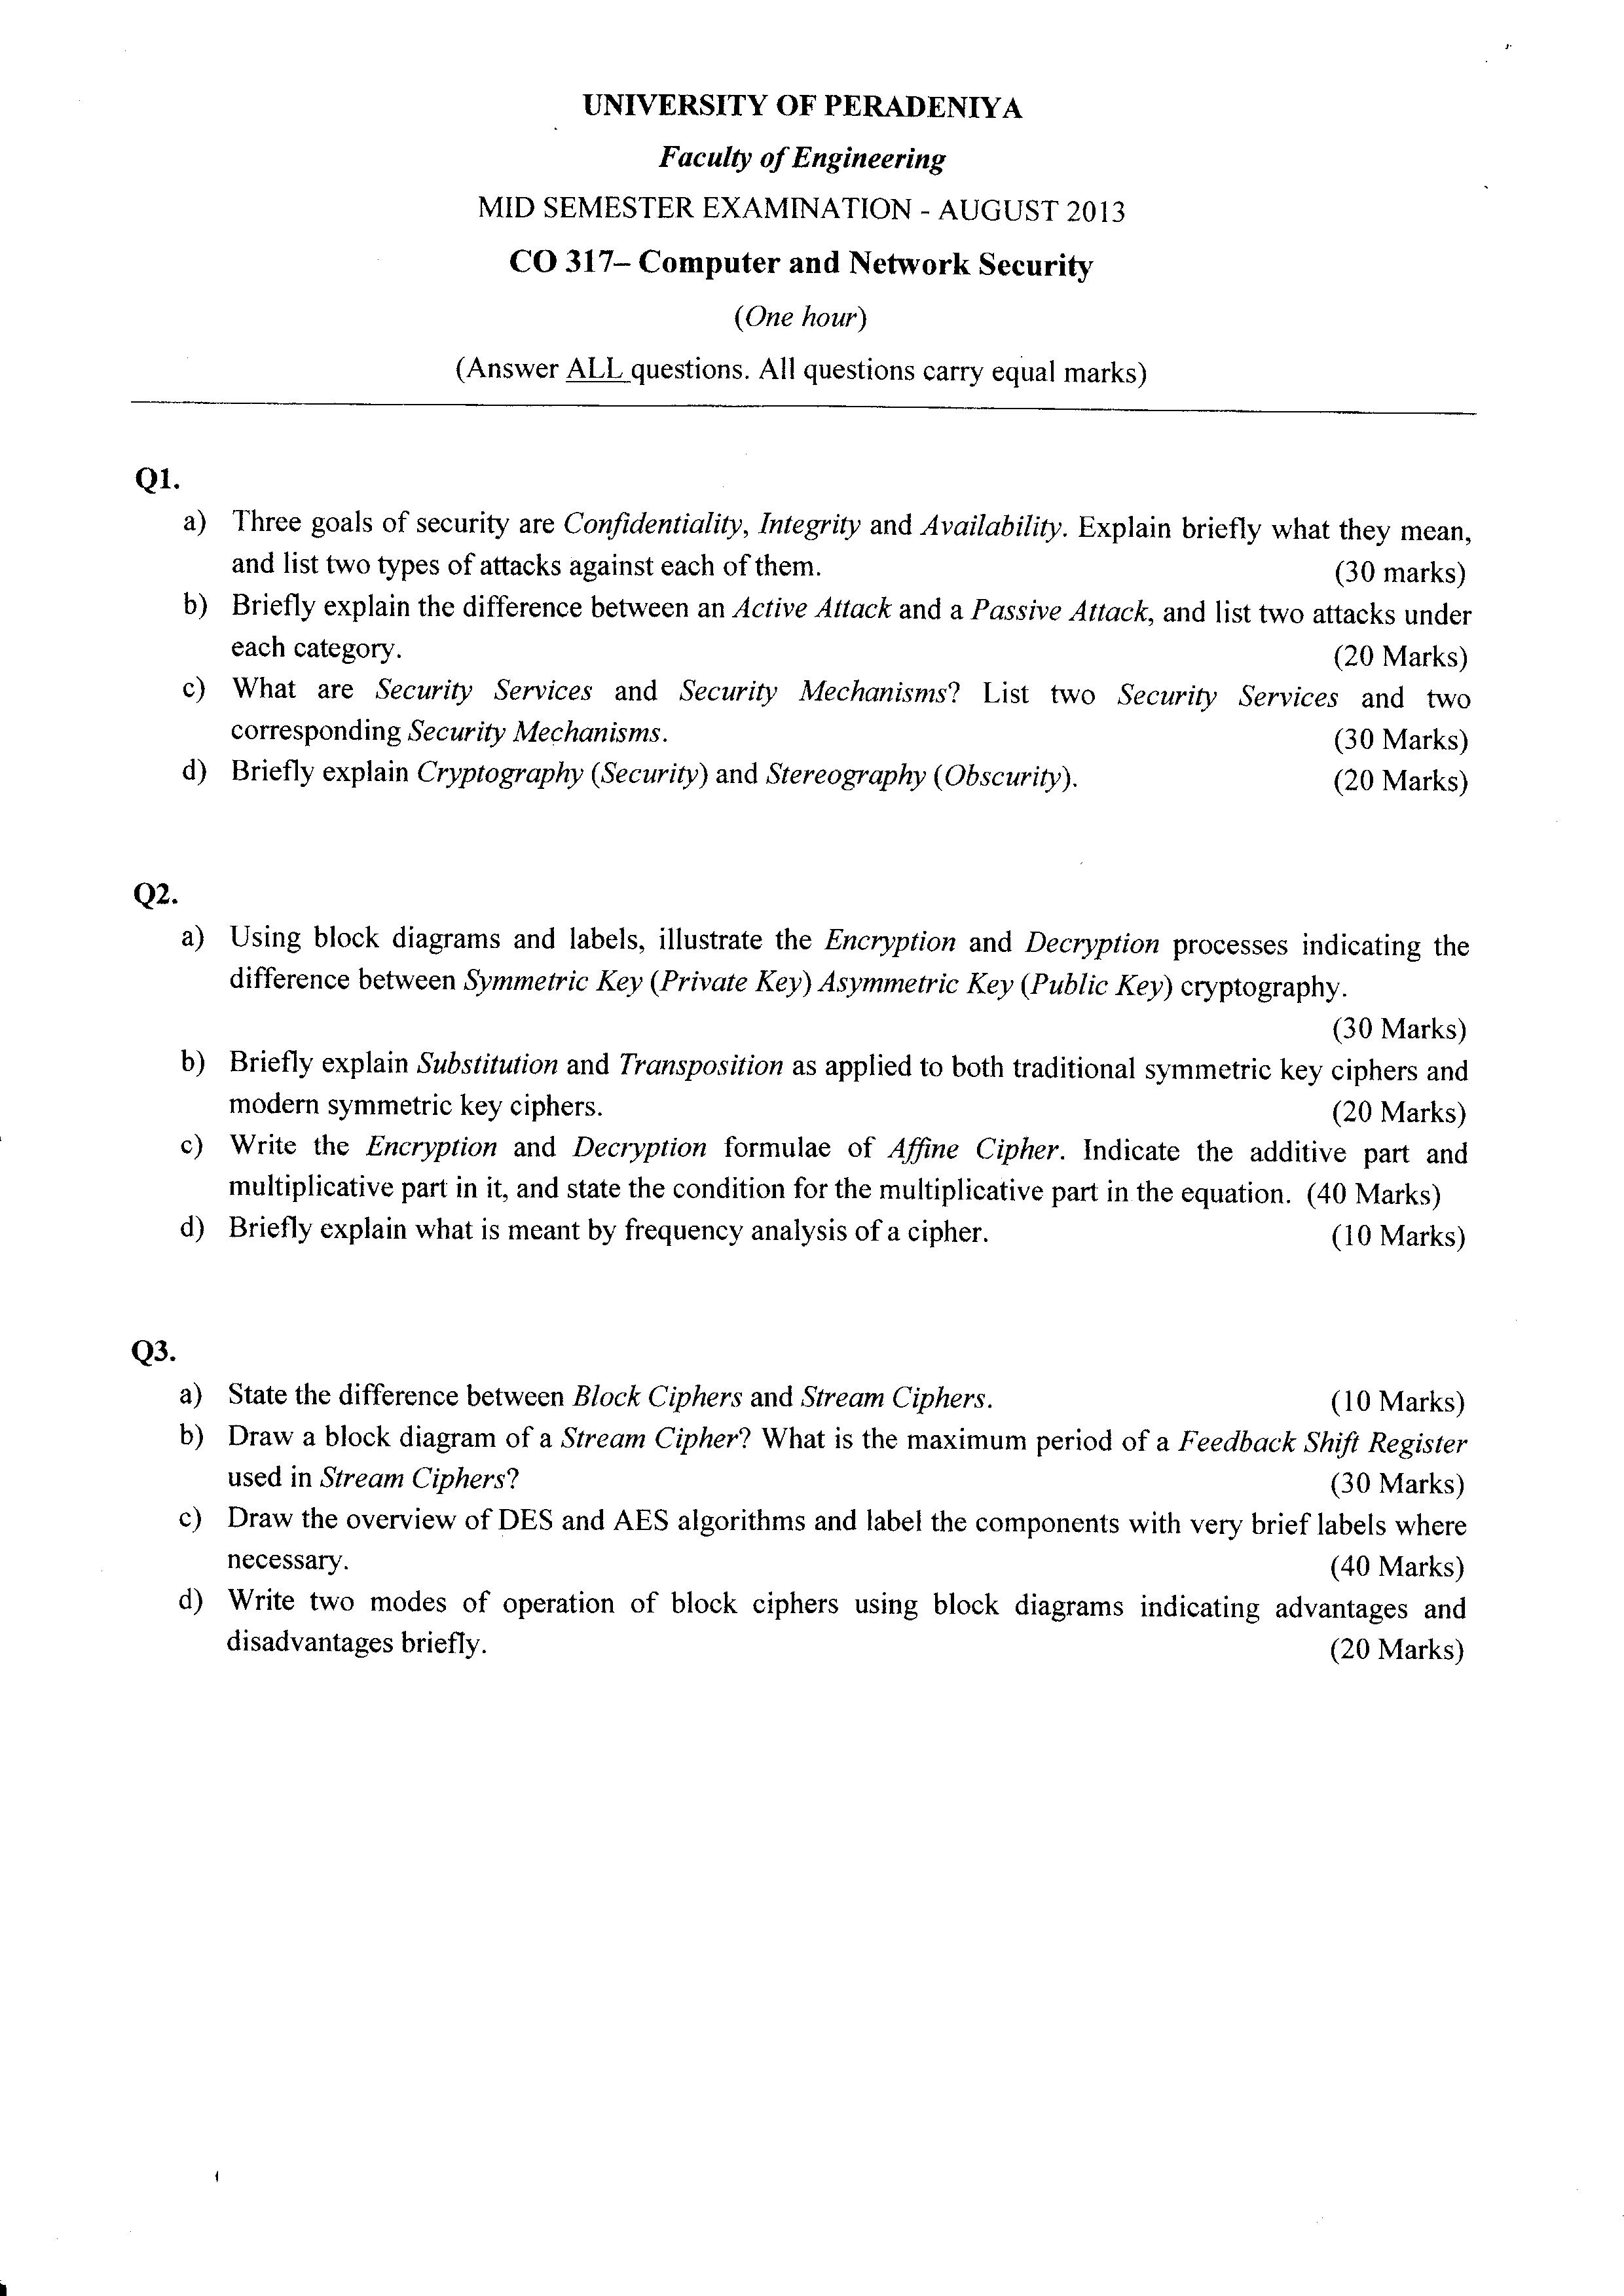 UNIVERSITY OF PERADENIYA
Faculty of Engineering
MID SEMESTER EXAMINATION - AUGUST 2013
CO 317– Computer and Network Security
(One hour)
(Answer ALL questions. All questions carry equal marks)
Q1.
a) Three goals of security are Confidentiality, Integrity and Availability. Explain briefly what they mean,
and list two types of attacks against each of them. (30 marks)
b) Briefly explain the difference between an Active Attack and a Passive Attack, and list two attacks under
each category. (20 Marks)
c) What are Security Services and Security Mechanisms? List two Security Services and two
corresponding Security Mechanisms. (30 Marks)
d) Briefly explain Cryptography (Security) and Stereography (Obscurity). (20 Marks)
Q2.
a) Using block diagrams and labels, illustrate the Encryption and Decryption processes indicating the
difference between Symmetric Key (Private Key) Asymmetric Key (Public Key) cryptography.
(30 Marks)
b) Briefly explain Substitution and Transposition as applied to both traditional symmetric key ciphers and
modern symmetric key ciphers. (20 Marks)
c) Write the Encryption and Decryption formulae of Affine Cipher. Indicate the additive part and
multiplicative part in it, and state the condition for the multiplicative part in the equation. (40 Marks)
d) Briefly explain what is meant by frequency analysis of a cipher. (10 Marks)
Q3.
a) State the difference between Block Ciphers and Stream Ciphers. (10 Marks)
b) Draw a block diagram of a Stream Cipher? What is the maximum period of a Feedback Shift Register
used in Stream Ciphers? (30 Marks)
c) Draw the overview of DES and AES algorithms and label the components with very brief labels where
necessary. (40 Marks)
d) Write two modes of operation of block ciphers using block diagrams indicating advantages and
disadvantages briefly. (20 Marks)